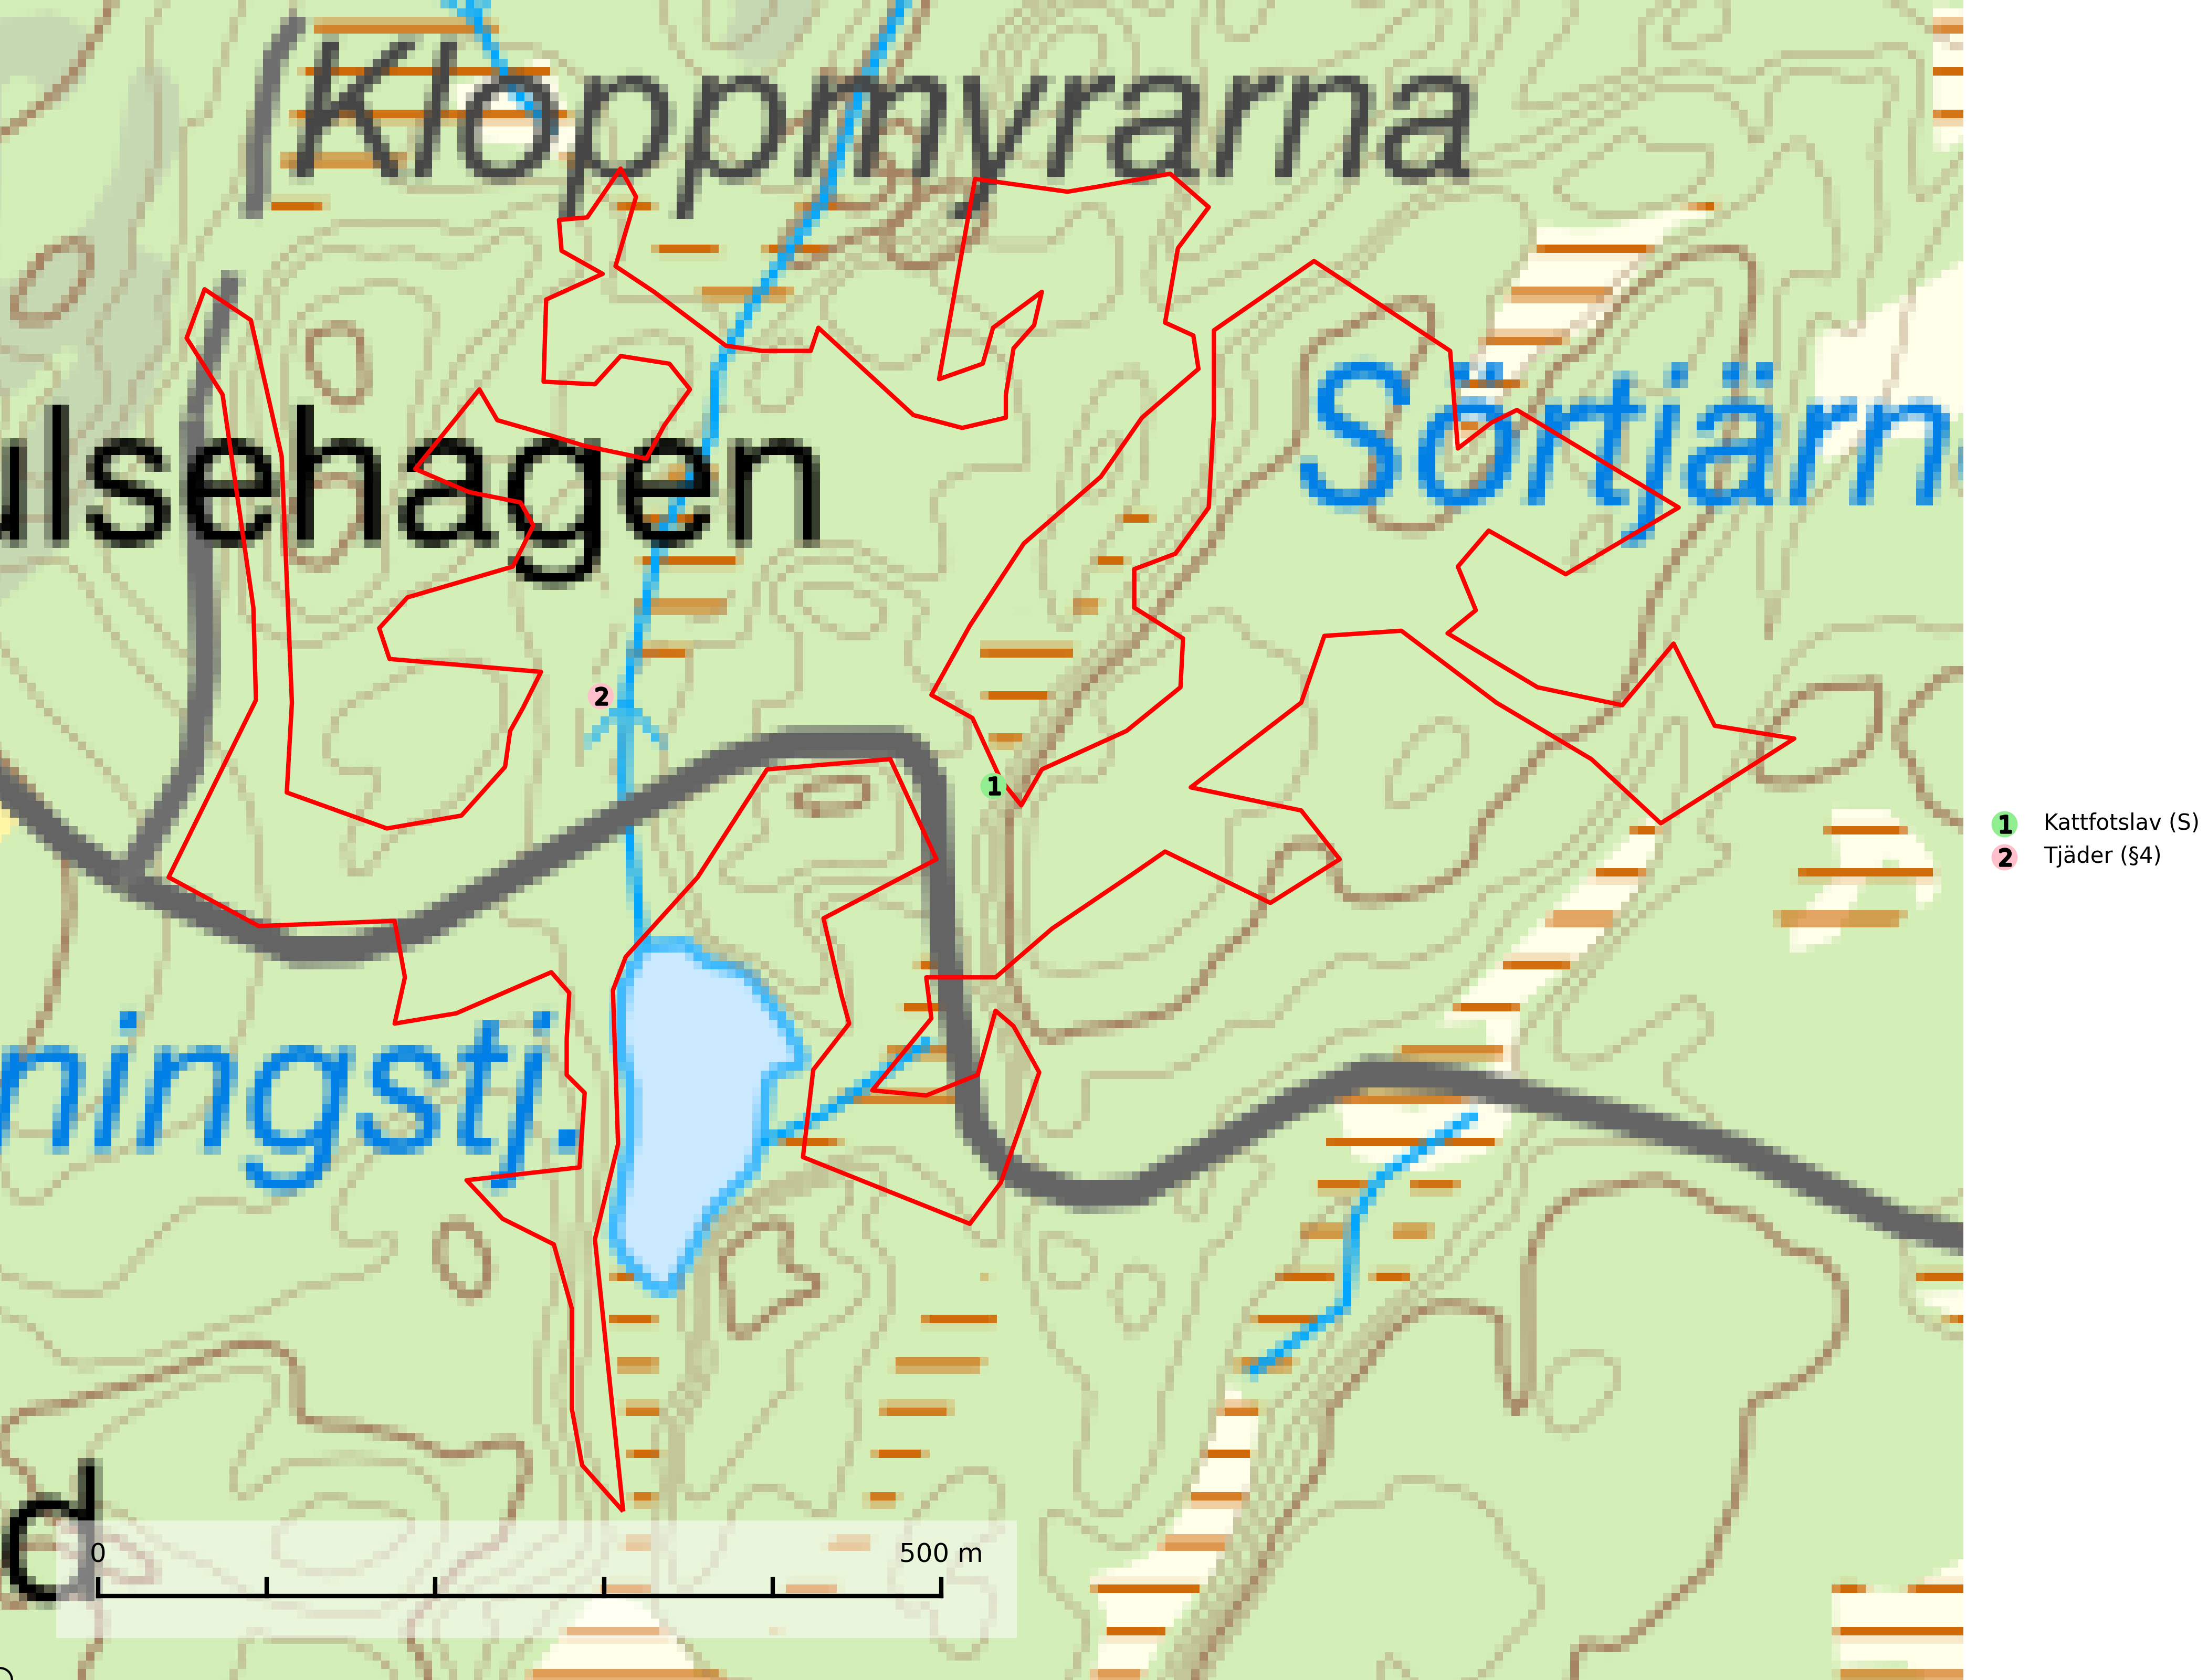 Kloppmyrarna
ulsehagen
Sörtjärn
2
1
1 Kattfotslav (S)
2 Tjäder (§4)
ningstj.
d
0 500 m